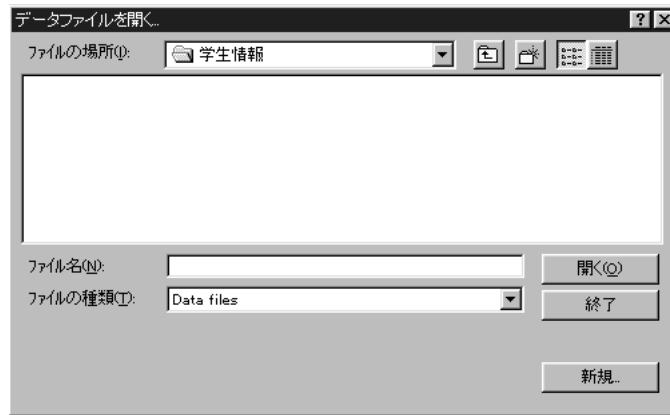 データファイルを開く...
ファイルの場所(I):
学生情報
ファイル名(N):
開く(O)
ファイルの種類(T):
Data files
終了
新規...